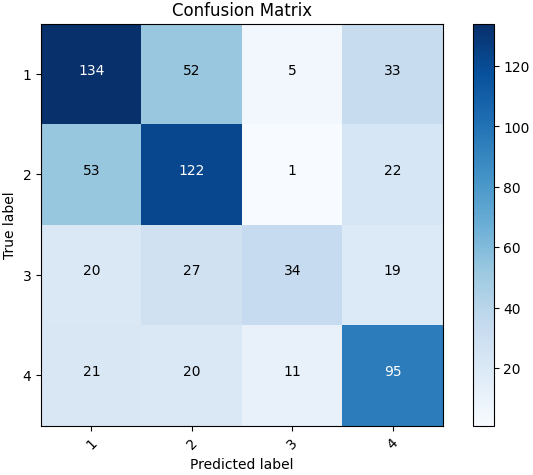 Confusion Matrix
1 134 52 5 33
2 53 122 1 22
3 20 27 34 19
4 21 20 11 95
1 2 3 4
True label
Predicted label
120
100
80
60
40
20